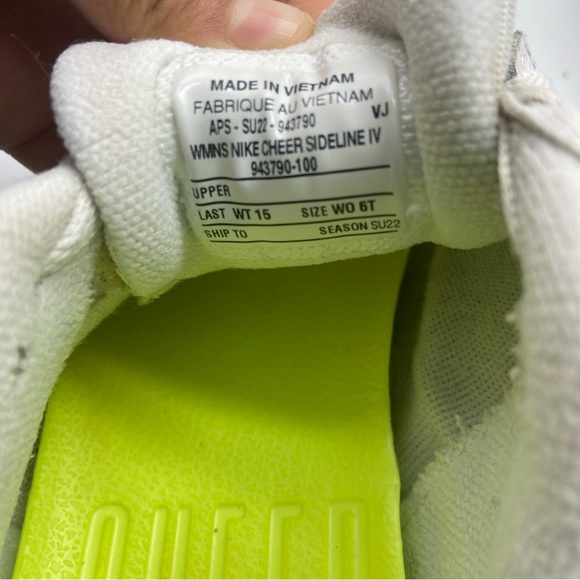 MADE IN VIETNAM
FABRIQUE AU VIETNAM
APS - SU22 - 943790 VJ
WMNS NIKE CHEER SIDELINE IV
943790-100
UPPER
LAST WT 15 SIZE WO 6T
SHIP TO SEASON SU22
CHEER